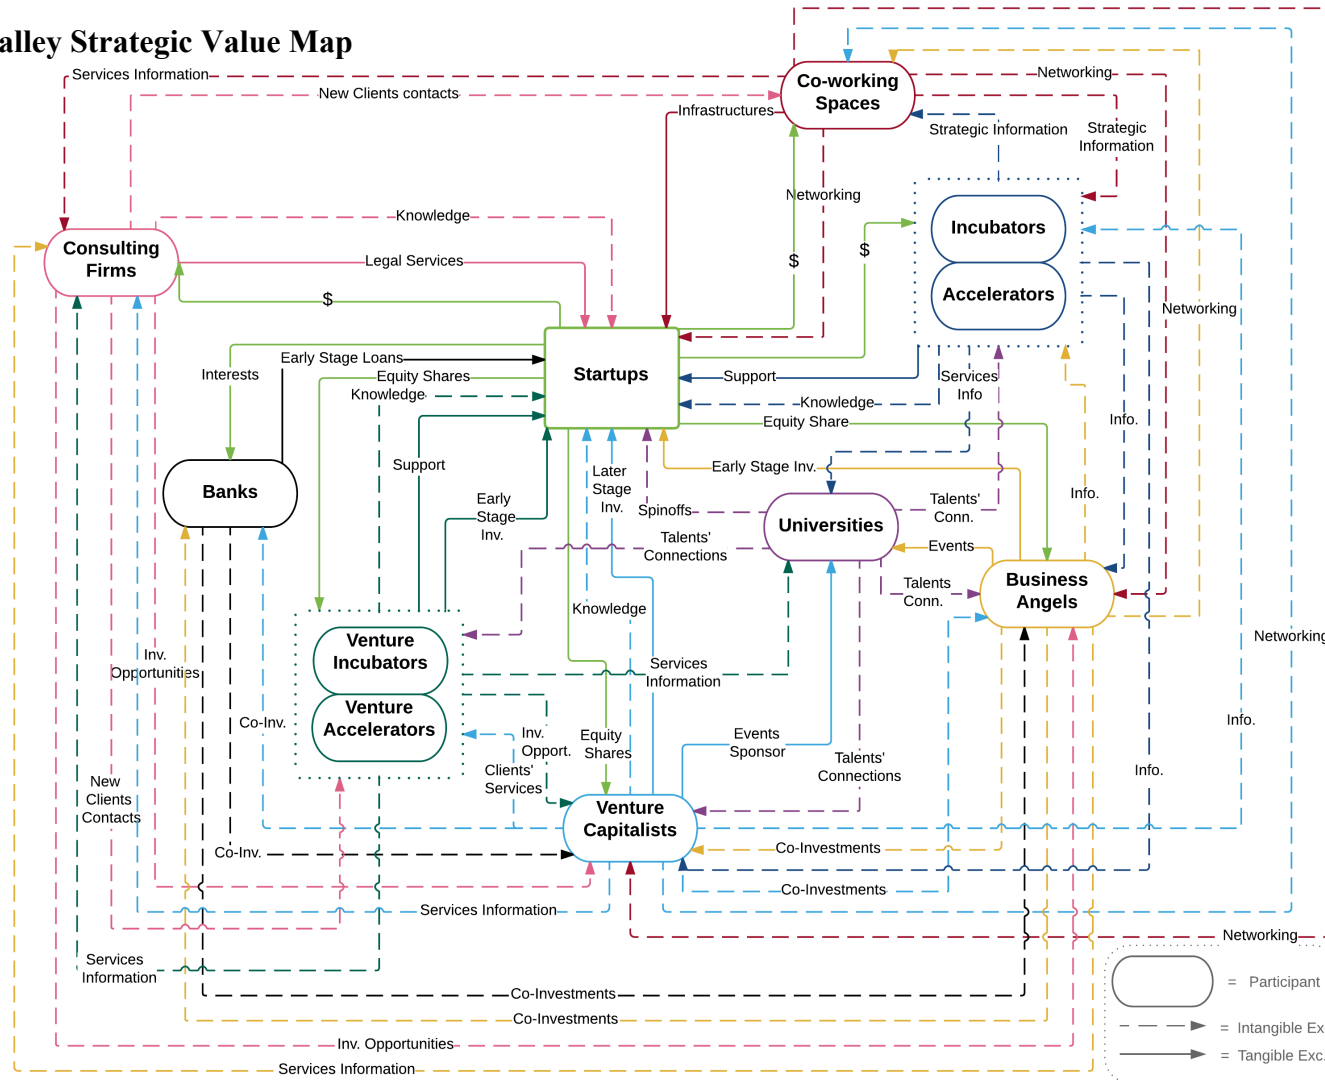 alley Strategic Value Map
Services Information
New Clients contacts
Co-working
Spaces
Networking
Infrastructures
Strategic Information
Strategic
Information
Networking
Knowledge
Incubators
Consulting
Firms
Legal Services
$
$
$
Accelerators
Networking
Early Stage Loans
Interests
Equity Shares
Startups
Support
Services
Info
Knowledge
Knowledge
Equity Share
Info.
Support
Early Stage Inv.
Later
Stage
Inv.
Banks
Early
Stage
Inv.
Spinoffs
Universities
Talents'
Conn.
Info.
Talents'
Connections
Events
Business
Angels
Talents
Conn.
Knowledge
Networking
Venture
Incubators
Inv.
Opportunities
Services
Information
Venture
Accelerators
Co-Inv.
Inv.
Opport.
Equity
Shares
Events
Sponsor
Info.
Talents'
Connections
Info.
Clients'
Services
New
Clients
Contacts
Venture
Capitalists
Co-Inv.
Co-Investments
Co-Investments
Services Information
Networking
Services
Information
= Participant
Co-Investments
Co-Investments
= Intangible Ex
Inv. Opportunities
= Tangible Exc.
Services Information